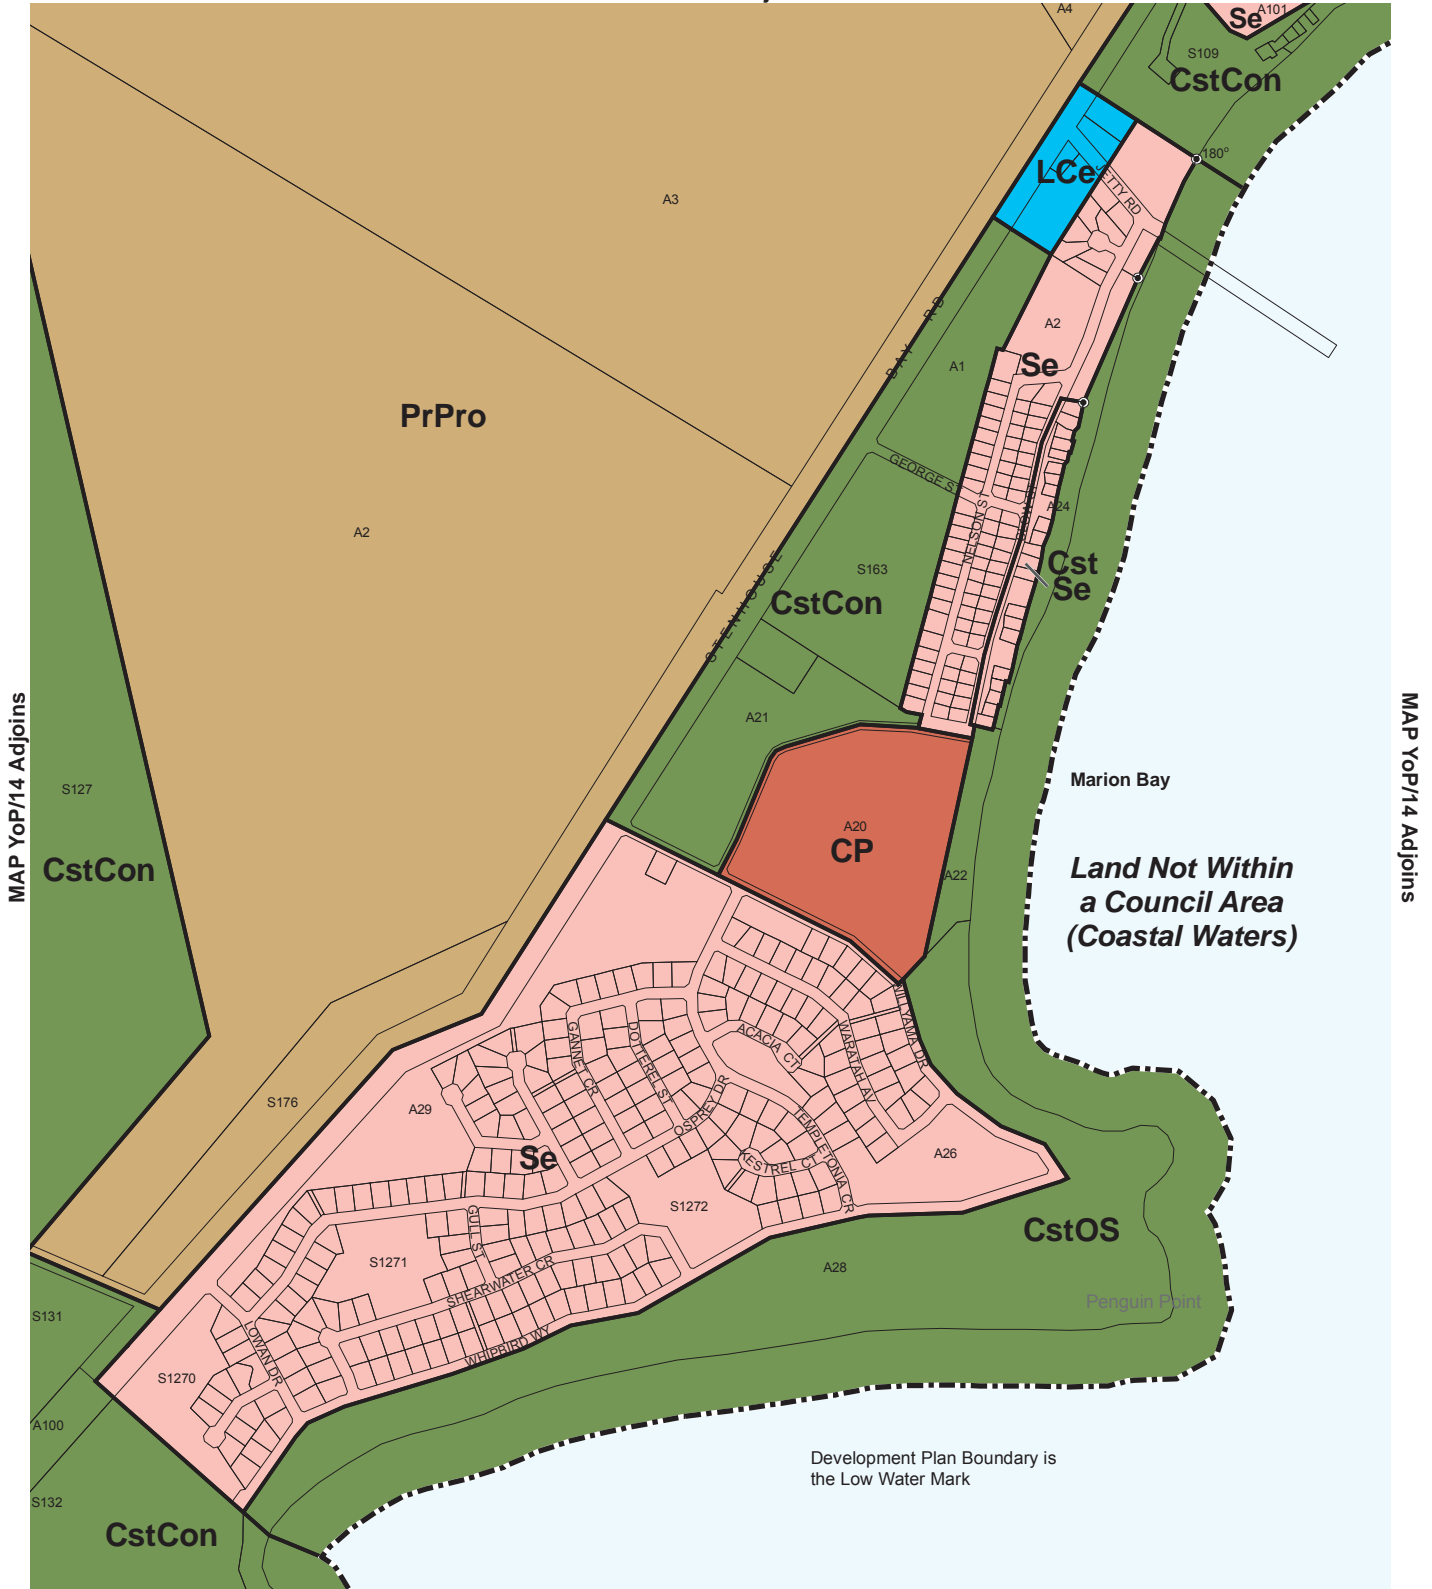 A4
A101
Se
S109
CstCon
180°
LCe
JETTY RD
A3
BAY RD
A2
A1
Se
PrPro
GEORGE ST
A24
NELSON ST
A2
S163
Cst
Se
CstCon
STENHOUSE
A21
MAP YoP/14 Adjoins
MAP YoP/14 Adjoins
Marion Bay
S127
A20
CP
CstCon
A22
Land Not Within
a Council Area
(Coastal Waters)
WILLYAMA DR
ACACIA CT
WARATAH AV
GANNET CR
DOTTEREL ST
OSPREY DR
S176
A29
TEMPLETONIA CR
Se
KESTREL CT
A26
S1272
GULL ST
CstOS
S1271
SHEARWATER CR
A28
Penguin Point
S131
LOWAN DR
WHIPBIRD WY
S1270
A100
Development Plan Boundary is
the Low Water Mark
S132
CstCon